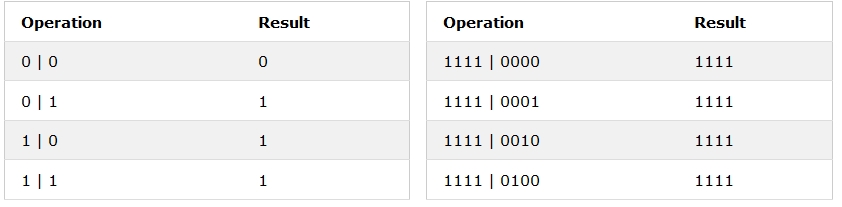 Operation Result
0 | 0 0
0 | 1 1
1 | 0 1
1 | 1 1
Operation Result
1111 | 0000 1111
1111 | 0001 1111
1111 | 0010 1111
1111 | 0100 1111